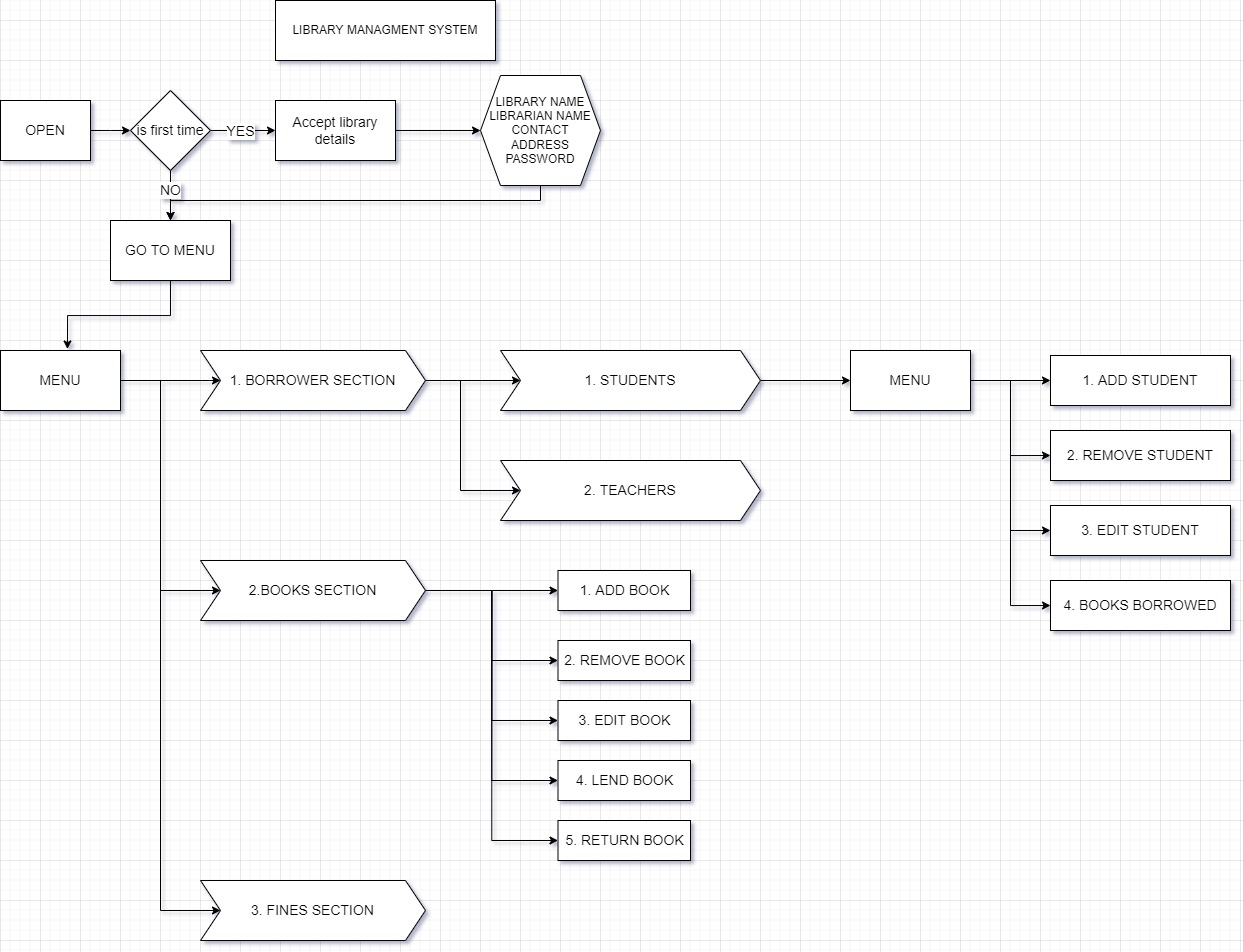 LIBRARY MANAGMENT SYSTEM
OPEN
is first time
YES
Accept library
details
LIBRARY NAME
LIBRARIAN NAME
CONTACT
ADDRESS
PASSWORD
NO
GO TO MENU
MENU
1. BORROWER SECTION
1. STUDENTS
MENU
1. ADD STUDENT
2. REMOVE STUDENT
3. EDIT STUDENT
4. BOOKS BORROWED
2. TEACHERS
2.BOOKS SECTION
1. ADD BOOK
2. REMOVE BOOK
3. EDIT BOOK
4. LEND BOOK
5. RETURN BOOK
3. FINES SECTION